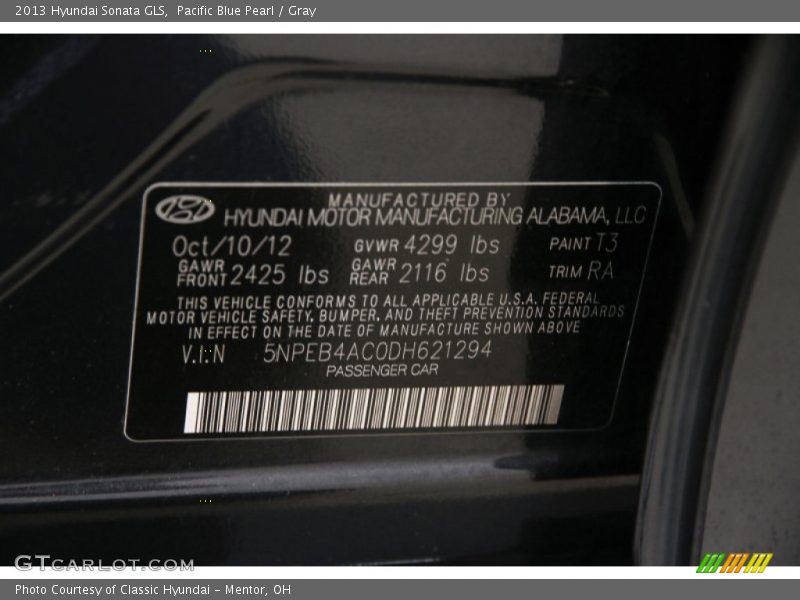 2013 Hyundai Sonata GLS, Pacific Blue Pearl / Gray
MANUFACTURED BY
HYUNDAI MOTOR MANUFACTURING ALABAMA, LLC
Oct/10/12 GVWR 4299 lbs PAINT T3
GAWR FRONT 2425 lbs GAWR REAR 2116 lbs TRIM RA
THIS VEHICLE CONFORMS TO ALL APPLICABLE U.S.A. FEDERAL
MOTOR VEHICLE SAFETY, BUMPER, AND THEFT PREVENTION STANDARDS
IN EFFECT ON THE DATE OF MANUFACTURE SHOWN ABOVE
V.I.N 5NPEB4AC0DH621294
PASSENGER CAR
GTCARLOT.COM
Photo Courtesy of Classic Hyundai - Mentor, OH